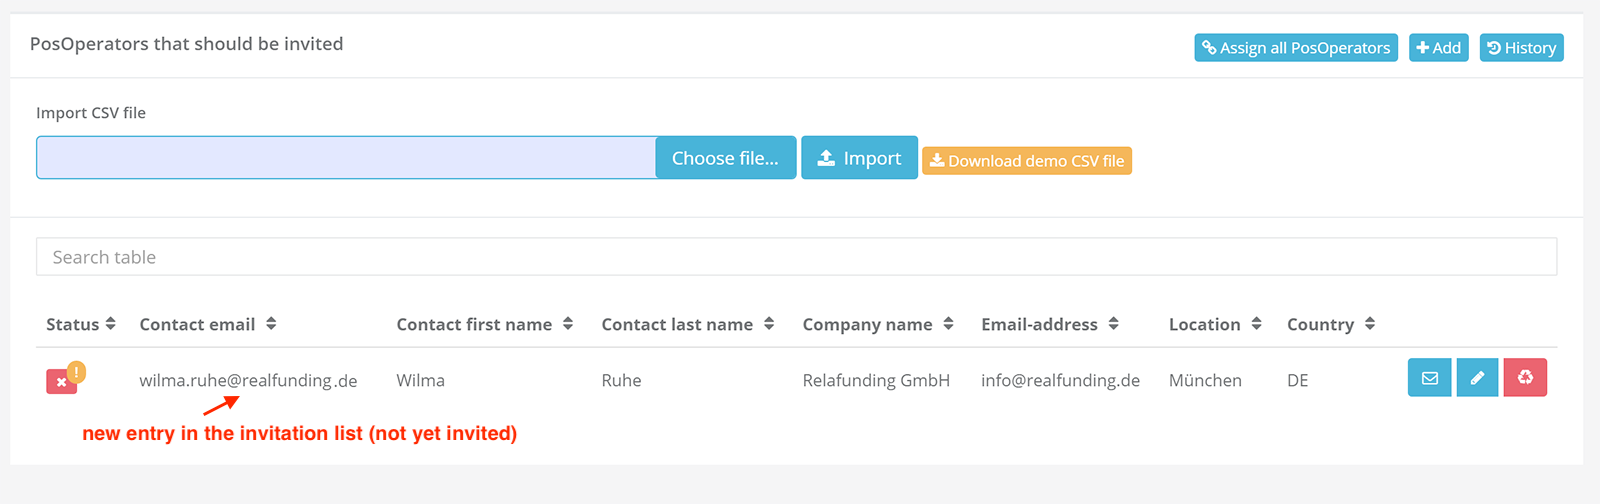 PosOperators that should be invited
Assign all PosOperators Add History
Import CSV file
Choose file... Import Download demo CSV file
Search table
Status Contact email Contact first name Contact last name Company name Email-address Location Country
! wilma.ruhe@realfunding.de Wilma Ruhe Relafunding GmbH info@realfunding.de München DE
new entry in the invitation list (not yet invited)